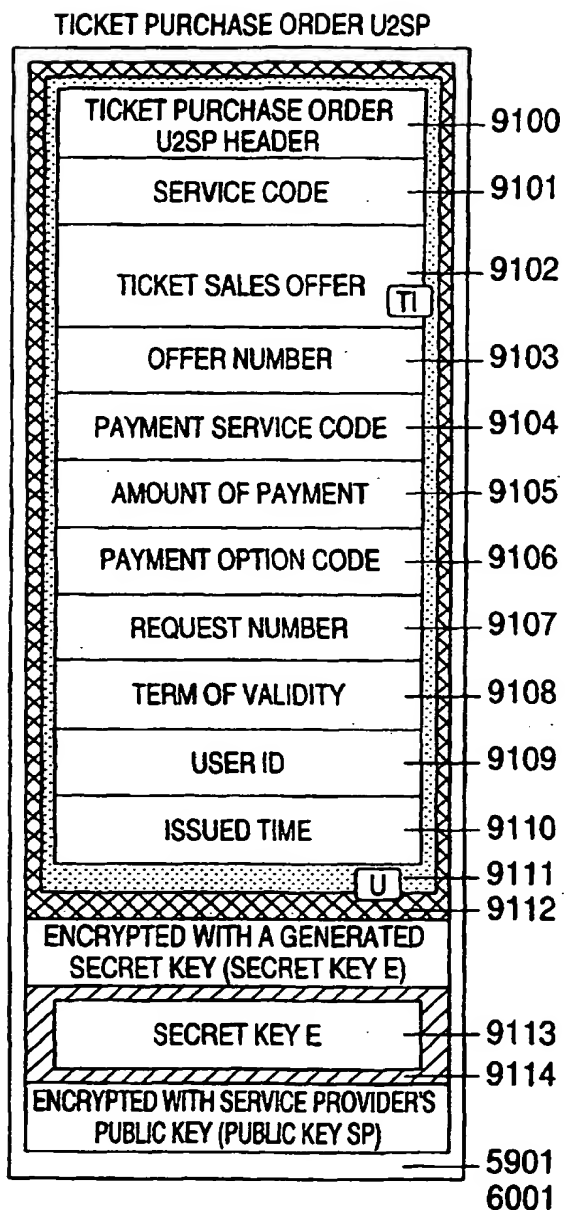 TICKET PURCHASE ORDER U2SP
TICKET PURCHASE ORDER
U2SP HEADER
9100
SERVICE CODE
9101
TICKET SALES OFFER
9102
TI
OFFER NUMBER
9103
PAYMENT SERVICE CODE
9104
AMOUNT OF PAYMENT
9105
PAYMENT OPTION CODE
9106
REQUEST NUMBER
9107
TERM OF VALIDITY
9108
USER ID
9109
ISSUED TIME
9110
U
9111
9112
ENCRYPTED WITH A GENERATED
SECRET KEY (SECRET KEY E)
SECRET KEY E
9113
9114
ENCRYPTED WITH SERVICE PROVIDER'S
PUBLIC KEY (PUBLIC KEY SP)
5901
6001